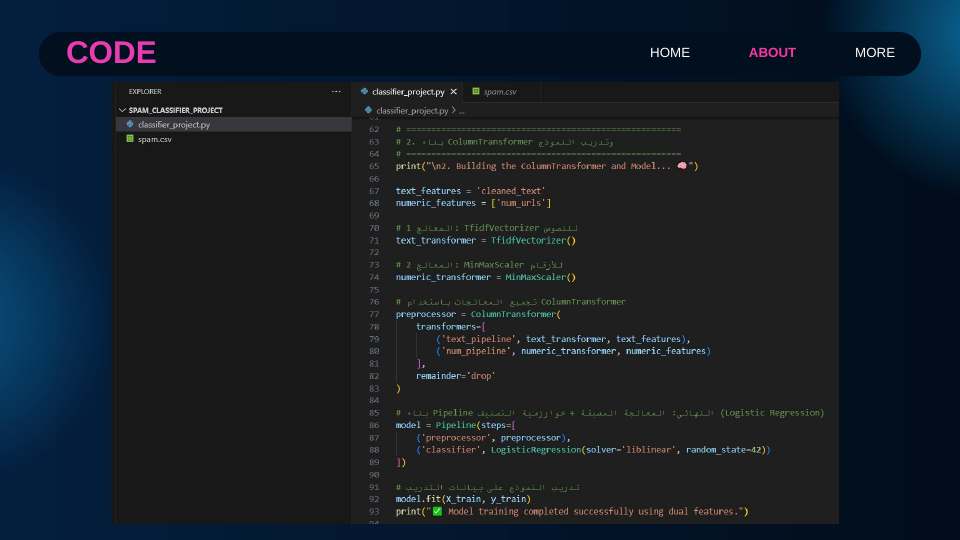 CODE
HOME
ABOUT
MORE
EXPLORER
SPAM_CLASSIFIER_PROJECT
classifier_project.py
spam.csv
classifier_project.py
spam.csv
classifier_project.py > ...
62 # =======================================================
63 # 2. بناء ColumnTransformer وتدريب النموذج
64 # =======================================================
65 print("\n2. Building the ColumnTransformer and Model... 🧠")
66
67 text_features = 'cleaned_text'
68 numeric_features = ['num_urls']
69
70 # المعالج 1: TfidfVectorizer للنصوص
71 text_transformer = TfidfVectorizer()
72
73 # المعالج 2: MinMaxScaler للأرقام
74 numeric_transformer = MinMaxScaler()
75
76 # تجميع المعالجات باستخدام ColumnTransformer
77 preprocessor = ColumnTransformer(
78 transformers=[
79 ('text_pipeline', text_transformer, text_features),
80 ('num_pipeline', numeric_transformer, numeric_features)
81 ],
82 remainder='drop'
83 )
84
85 # بناء Pipeline النهائي: المعالجة المسبقة + خوارزمية التصنيف (Logistic Regression)
86 model = Pipeline(steps=[
87 ('preprocessor', preprocessor),
88 ('classifier', LogisticRegression(solver='liblinear', random_state=42))
89 ])
90
91 # تدريب النموذج على بيانات التدريب
92 model.fit(X_train, y_train)
93 print("✅ Model training completed successfully using dual features.")